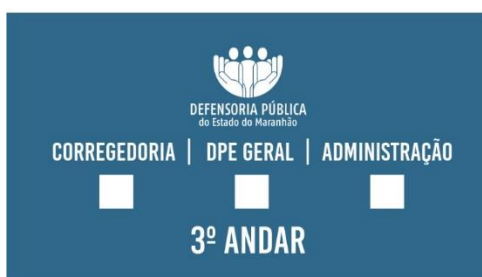 DEFENSORIA PÚBLICA
do Estado do Maranhão
CORREGEDORIA | DPE GERAL | ADMINISTRAÇÃO
3º ANDAR